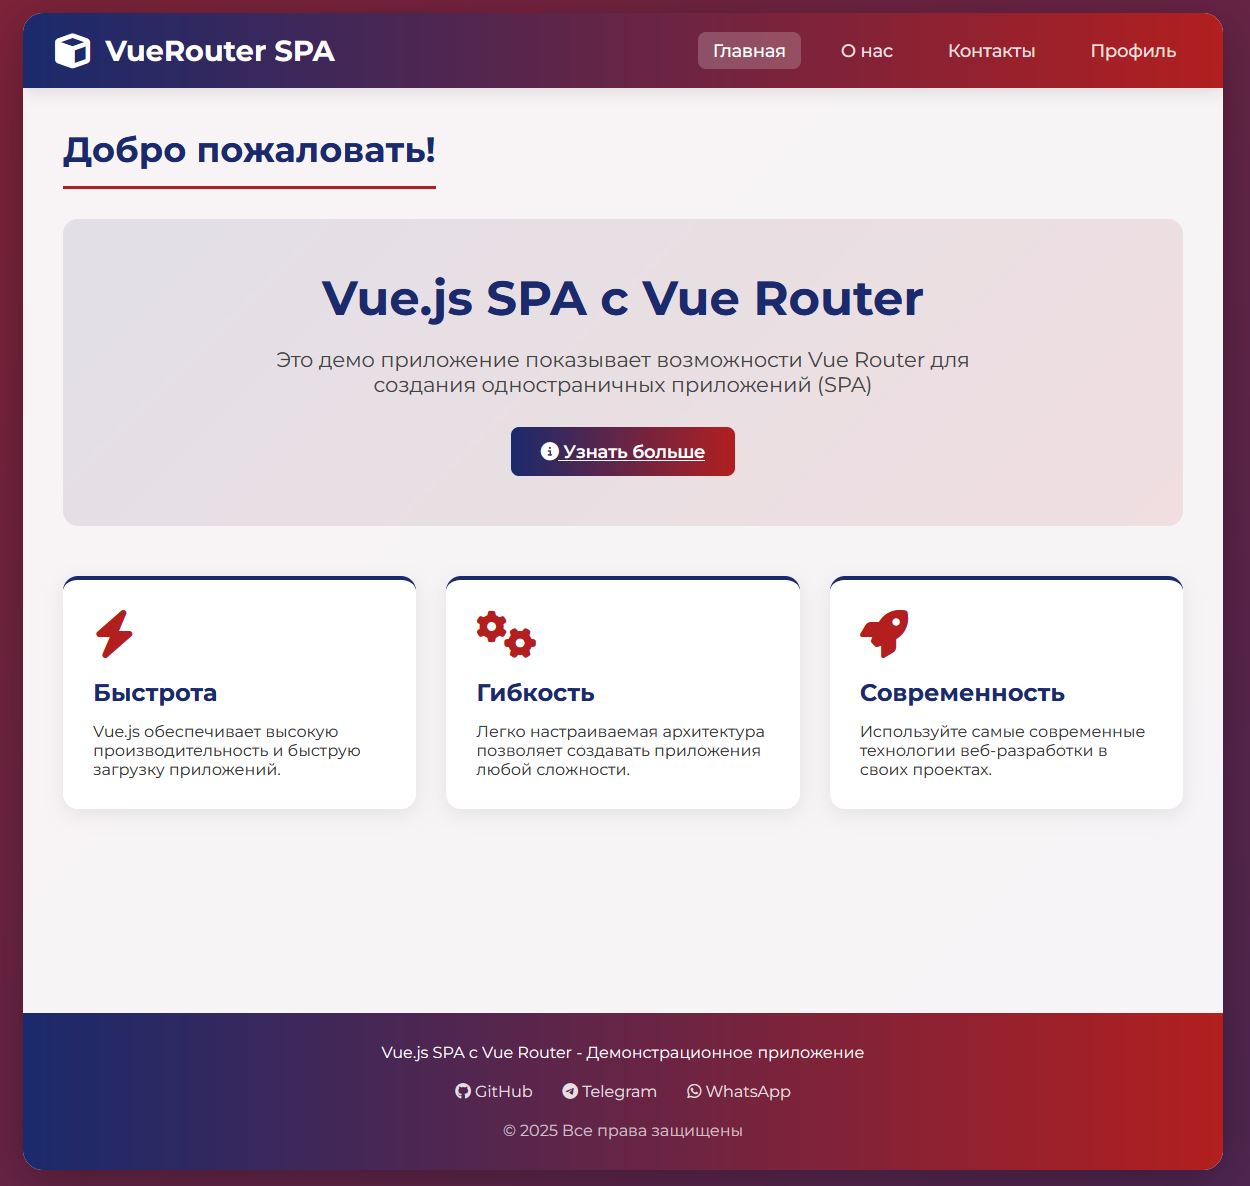 VueRouter SPA
Главная
О нас
Контакты
Профиль
Добро пожаловать!
Vue.js SPA с Vue Router
Это демо приложение показывает возможности Vue Router для
создания одностраничных приложений (SPA)
Узнать больше
Быстрота
Vue.js обеспечивает высокую
производительность и быструю
загрузку приложений.
Гибкость
Легко настраиваемая архитектура
позволяет создавать приложения
любой сложности.
Современность
Используйте самые современные
технологии веб-разработки в
своих проектах.
Vue.js SPA с Vue Router - Демонстрационное приложение
GitHub
Telegram
WhatsApp
© 2025 Все права защищены